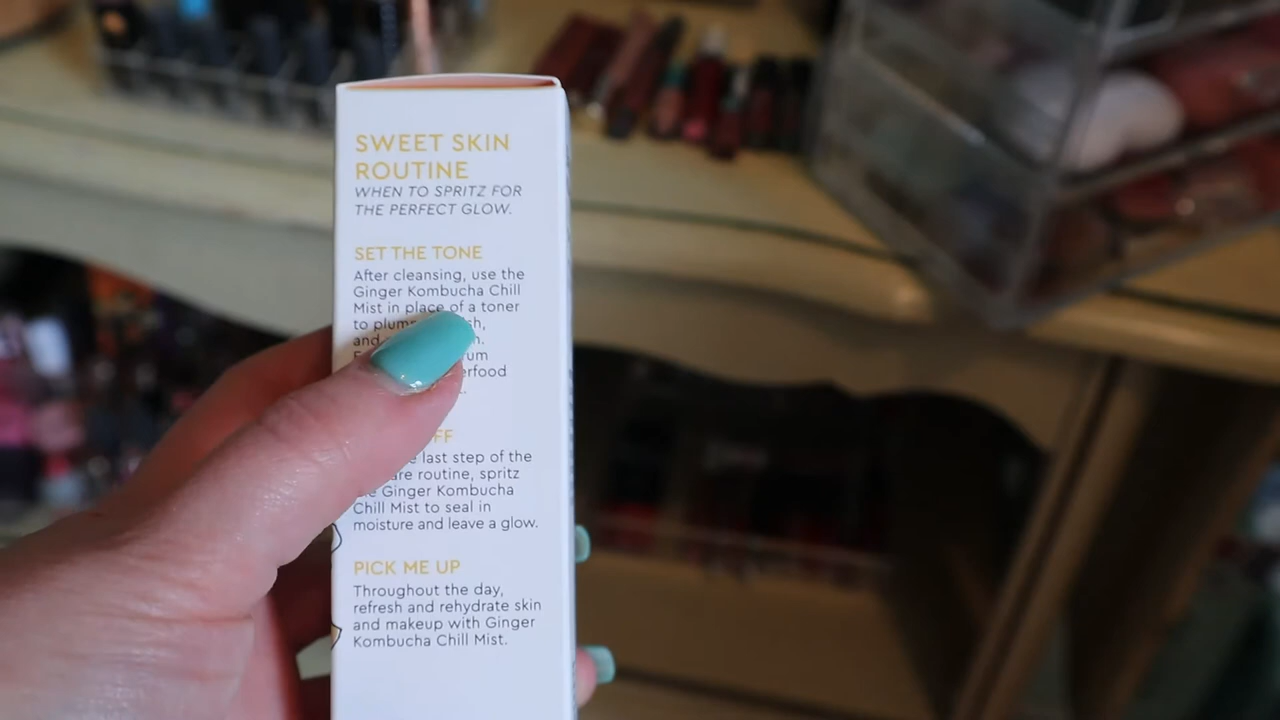 SWEET SKIN
ROUTINE
WHEN TO SPRITZ FOR
THE PERFECT GLOW.
SET THE TONE
After cleansing, use the
Ginger Kombucha Chill
Mist in place of a toner
to
and
last step of the
routine, spritz
Ginger Kombucha
Chill Mist to seal in
moisture and leave a glow.
PICK ME UP
Throughout the day,
refresh and rehydrate skin
and makeup with Ginger
Kombucha Chill Mist.